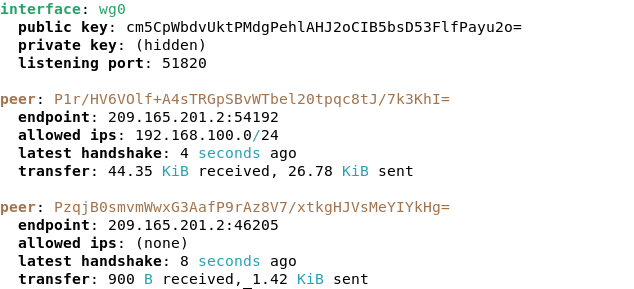 interface: wg0
public key: cm5CpWbdvUktPMdgPehlAHJ2oCIB5bsD53FlfPayu2o=
private key: (hidden)
listening port: 51820
peer: P1r/HV6VOlf+A4sTRGpSBvWTbel20tpqc8tJ/7k3KhI=
endpoint: 209.165.201.2:54192
allowed ips: 192.168.100.0/24
latest handshake: 4 seconds ago
transfer: 44.35 KiB received, 26.78 KiB sent
peer: PzqjB0smvmWwxG3AafP9rAz8V7/xtkgHJVsMeYIYkHg=
endpoint: 209.165.201.2:46205
allowed ips: (none)
latest handshake: 8 seconds ago
transfer: 900 B received, 1.42 KiB sent